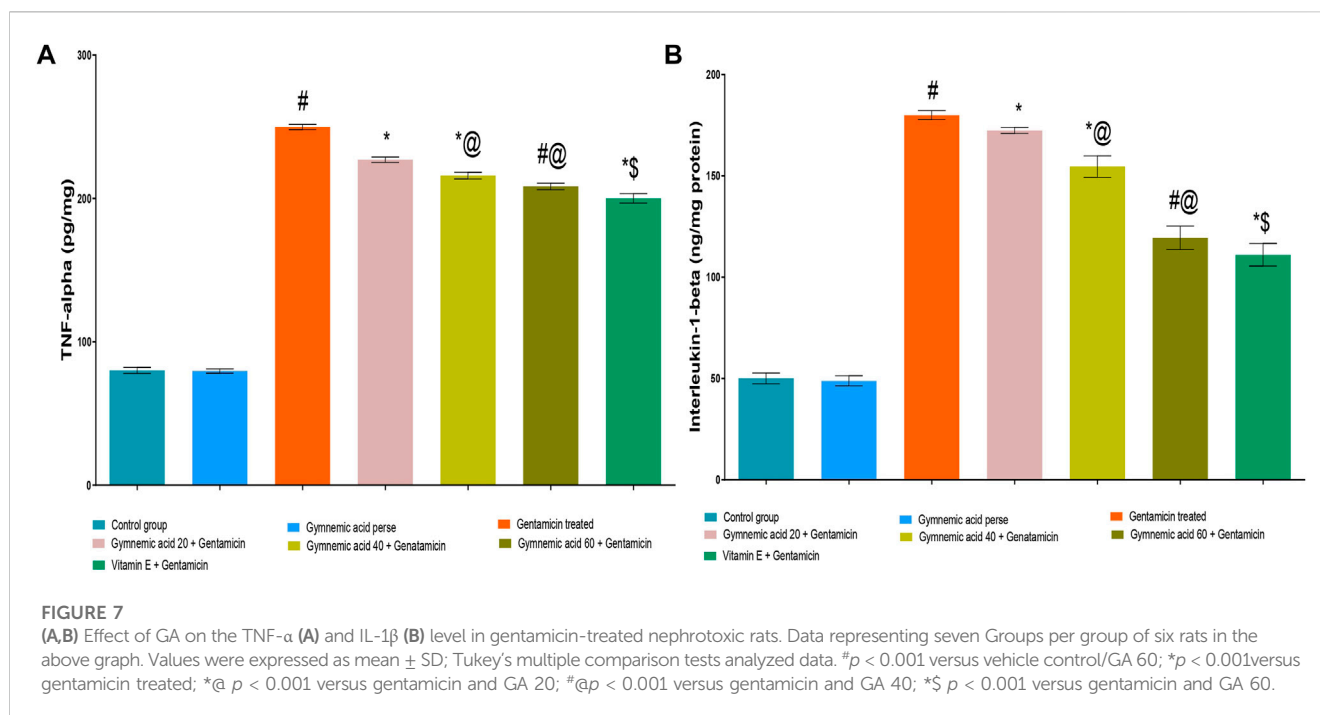 A
300
200
100
0
TNF-alpha (pg/mg)
#
*
*@
#@
*$
Control group
Gymnemic acid perse
Gentamicin treated
Gymnemic acid 20 + Gentamicin
Gymnemic acid 40 + Genatamicin
Gymnemic acid 60 + Gentamicin
Vitamin E + Gentamicin
B
200
150
100
50
0
Interleukin-1-beta (ng/mg protein)
#
*
*@
#@
*$
Control group
Gymnemic acid perse
Gentamicin treated
Gymnemic acid 20 + Gentamicin
Gymnemic acid 40 + Genatamicin
Gymnemic acid 60 + Gentamicin
Vitamin E + Gentamicin
FIGURE 7
(A,B) Effect of GA on the TNF-α (A) and IL-1β (B) level in gentamicin-treated nephrotoxic rats. Data representing seven Groups per group of six rats in the
above graph. Values were expressed as mean ± SD; Tukey's multiple comparison tests analyzed data. #p < 0.001 versus vehicle control/GA 60; *p < 0.001versus
gentamicin treated; *@ p < 0.001 versus gentamicin and GA 20; #@p < 0.001 versus gentamicin and GA 40; *$ p < 0.001 versus gentamicin and GA 60.